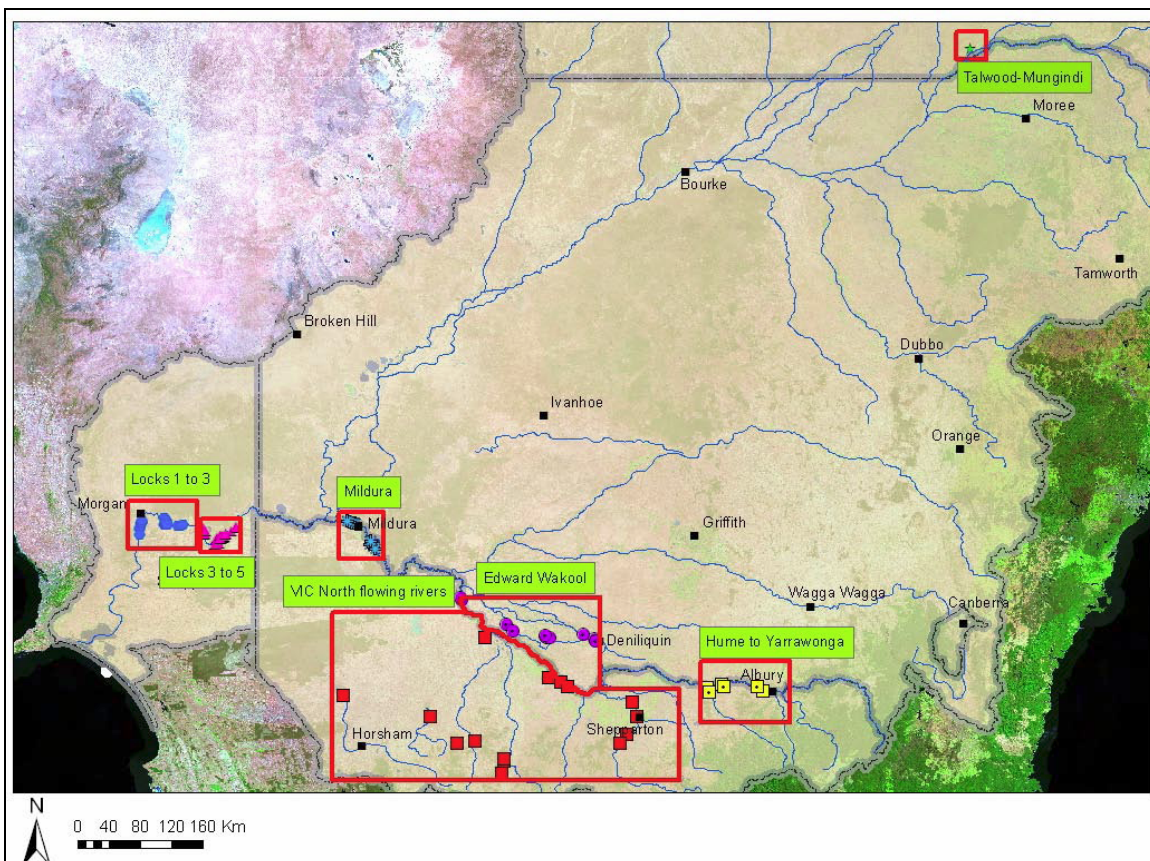 Talwood-Mungindi
Moree
Bourke
Tamworth
Broken Hill
Dubbo
Ivanhoe
Orange
Locks 1 to 3
Morgan
Mildura
Mildura
Griffith
Locks 3 to 5
VIC North flowing rivers
Edward Wakool
Wagga Wagga
Canberra
Deniliquin
Hume to Yarrawonga
Albury
Shepparton
Horsham
N
0 40 80 120 160 Km